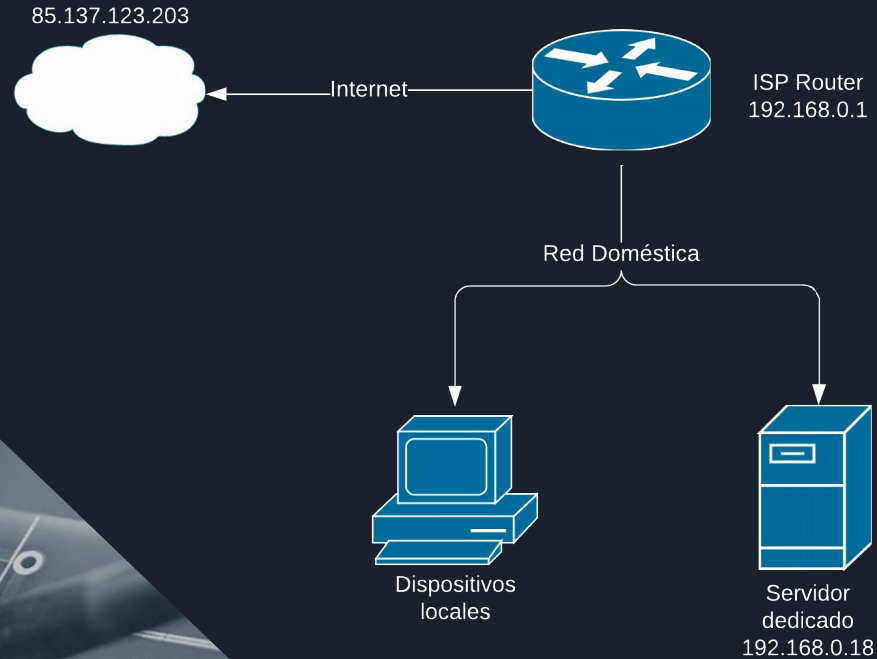 85.137.123.203
Internet
ISP Router
192.168.0.1
Red Doméstica
Dispositivos
locales
Servidor
dedicado
192.168.0.18